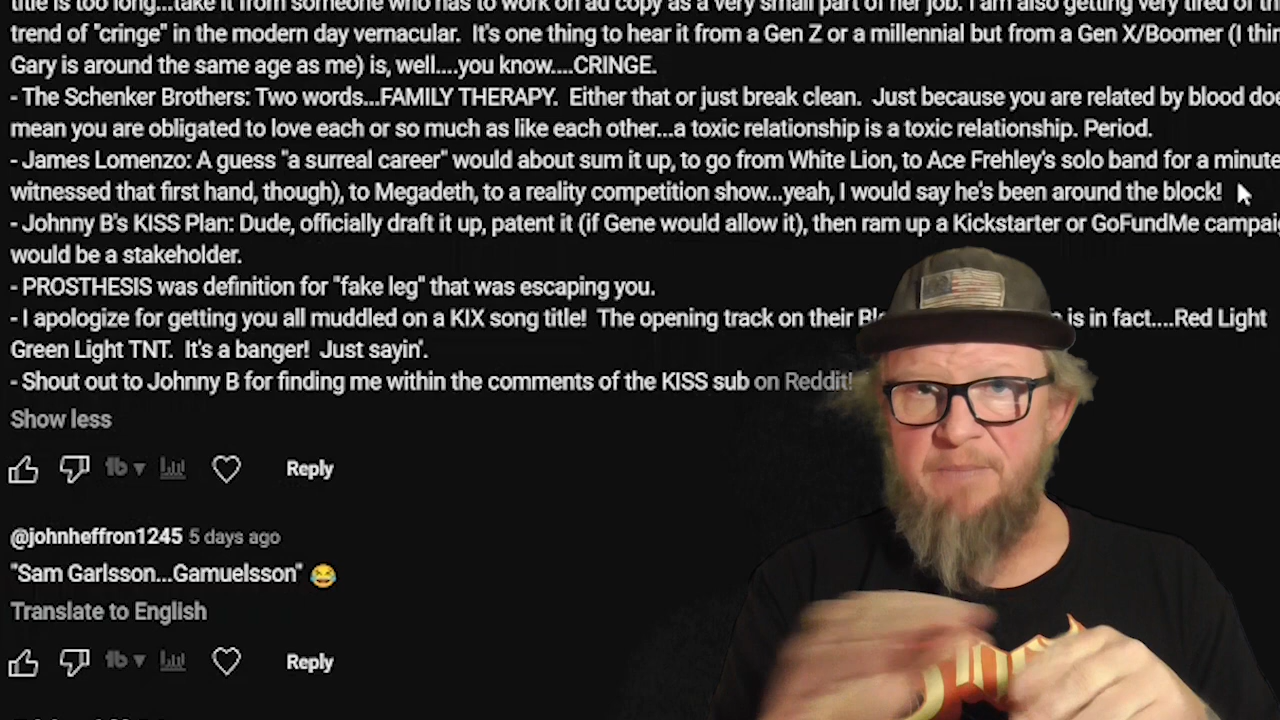 title is too long...take it from someone who has to work on ad copy as a very small part of her job. I am also getting very tired of
trend of "cringe" in the modern day vernacular.  It's one thing to hear it from a Gen Z or a millennial but from a Gen X/Boomer (I
Gary is around the same age as me) is, well....you know....CRINGE.
- The Schenker Brothers: Two words...FAMILY THERAPY.  Either that or just break clean.  Just because you are related by blood
mean you are obligated to love each or so much as like each other...a toxic relationship is a toxic relationship. Period.
- James Lomenzo: A guess "a surreal career" would about sum it up, to go from White Lion, to Ace Frehley's solo band for a minute
witnessed that first hand, though), to Megadeth, to a reality competition show...yeah, I would say he's been around the block!
- Johnny B's KISS Plan: Dude, officially draft it up, patent it (if Gene would allow it), then ram up a Kickstarter or GoFundMe
would be a stakeholder.
- PROSTHESIS was definition for "fake leg" that was escaping you.
- I apologize for getting you all muddled on a KIX song title!  The opening track on their is in fact....Red Light
Green Light TNT.  It's a banger!  Just sayin'.
- Shout out to Johnny B for finding me within the comments of the KISS sub on Reddit!
Show less
Reply
@johnheffron1245 5 days ago
"Sam Garlsson...Gamuelsson" 😂
Translate to English
Reply